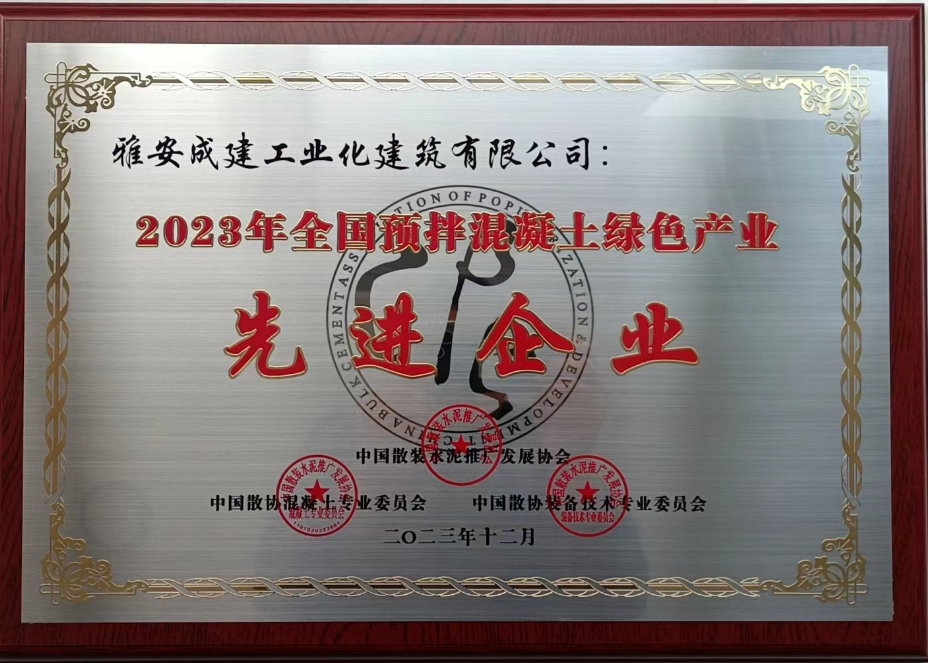 雅安成建工业化建筑有限公司：
2023年全国预拌混凝土绿色产业
先进企业
中国散装水泥推广发展协会
中国散协混凝土专业委员会 中国散协装备技术专业委员会
二〇二三年十二月